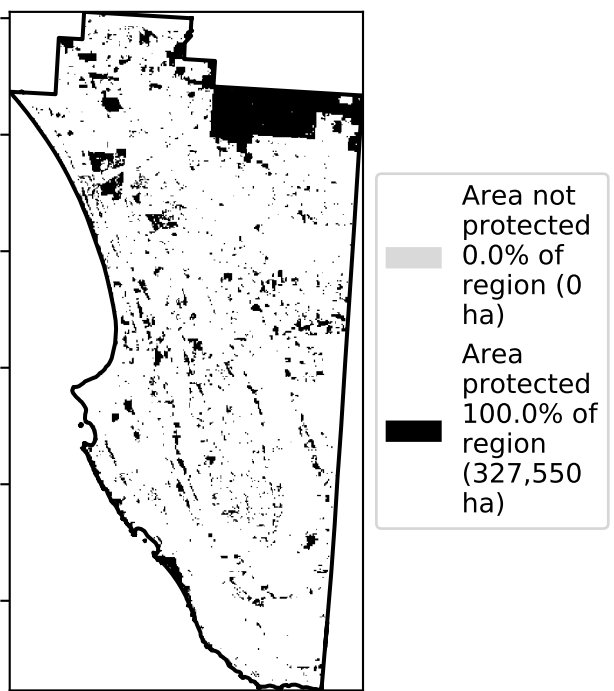 Area not
protected
0.0% of
region (0
ha)
Area
protected
100.0% of
region
(327,550
ha)